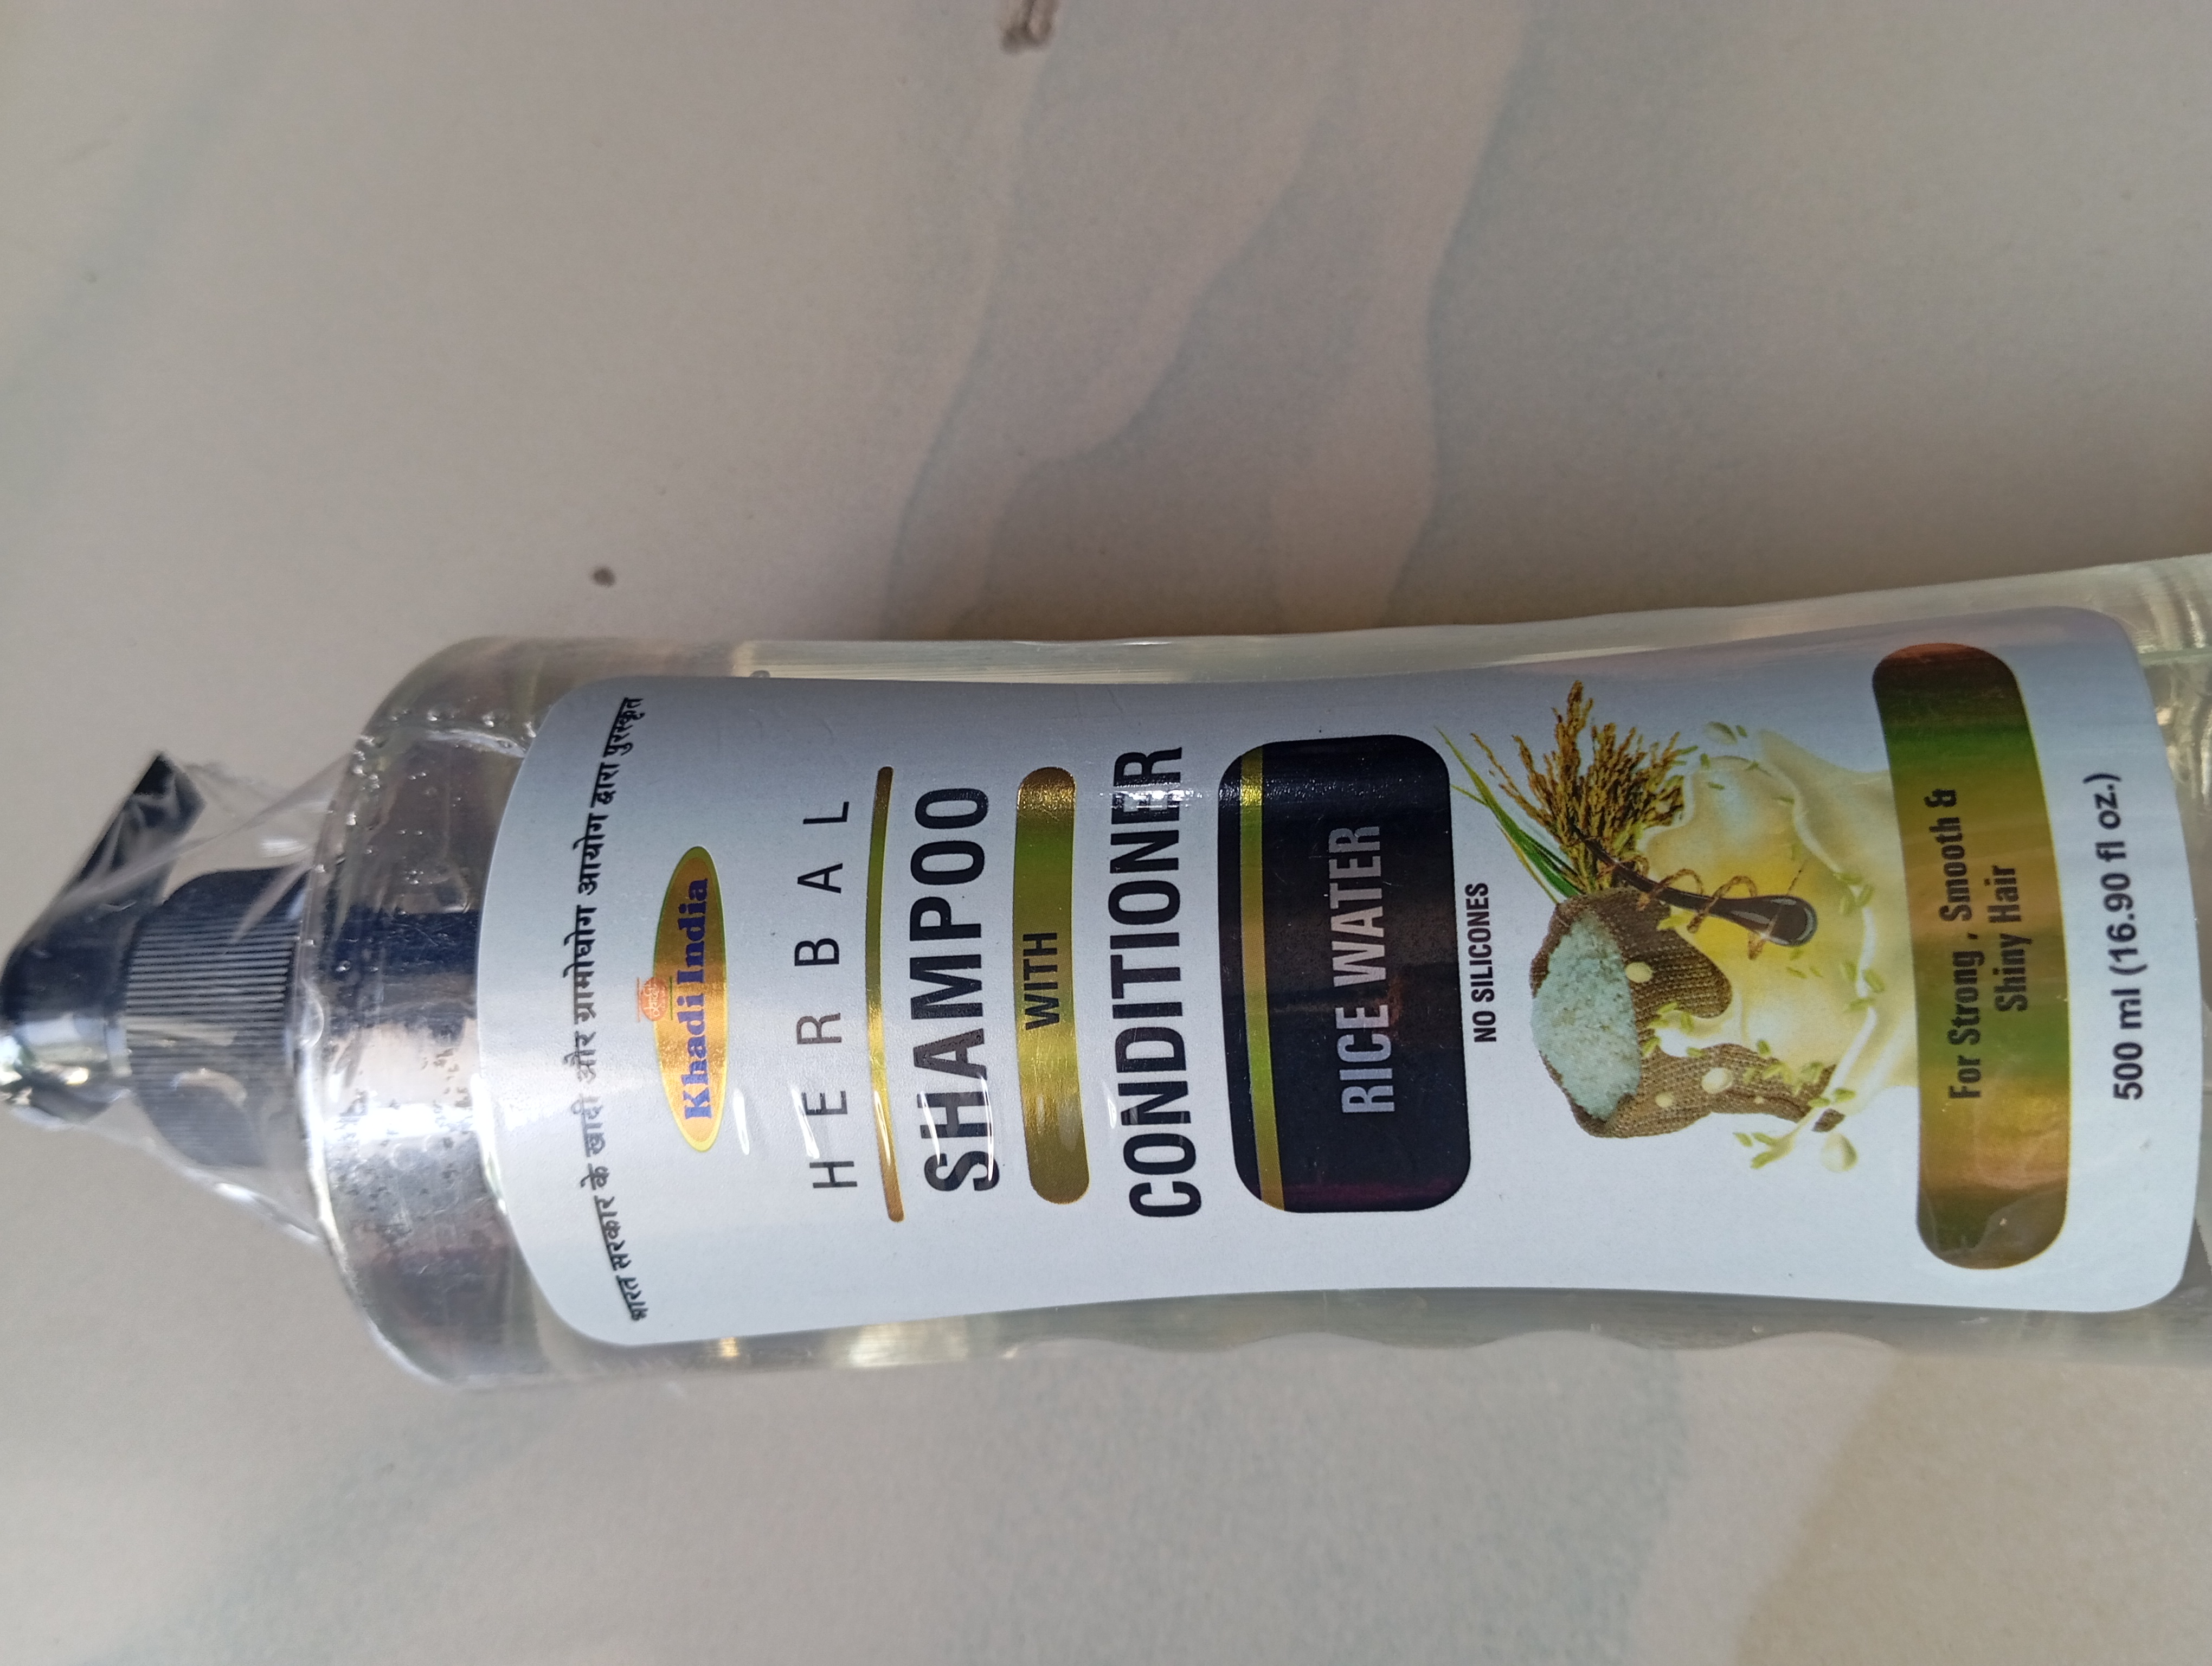 भारत सरकार के खादी और ग्रामोघोग आयोग द्वारा पुरस्कृत
Khadi India
HERBAL
SHAMPOO
WITH
CONDITIONER
RICE WATER
NO SILICONES
For Strong , Smooth &
Shiny Hair
500 ml (16.90 fl oz.)